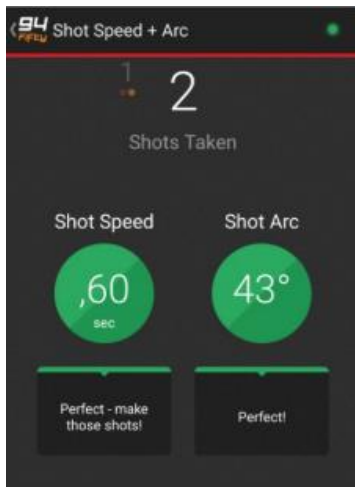 94 FIFTY Shot Speed + Arc
1
2
Shots Taken
Shot Speed
Shot Arc
,60
sec
43°
Perfect - make
those shots!
Perfect!